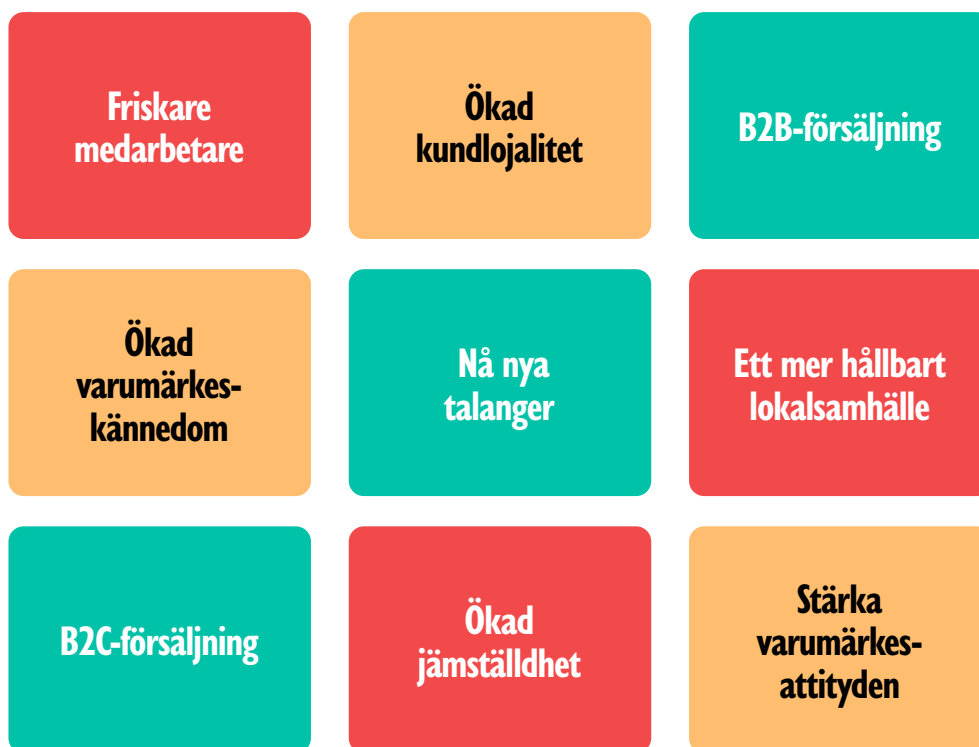 Friskare
medarbetare
Ökad
kundlojalitet
B2B-försäljning
Ökad
varumärkes-
kännedom
Nå nya
talanger
Ett mer hållbart
lokalsamhälle
B2C-försäljning
Ökad
jämställdhet
Stärka
varumärkes-
attityden